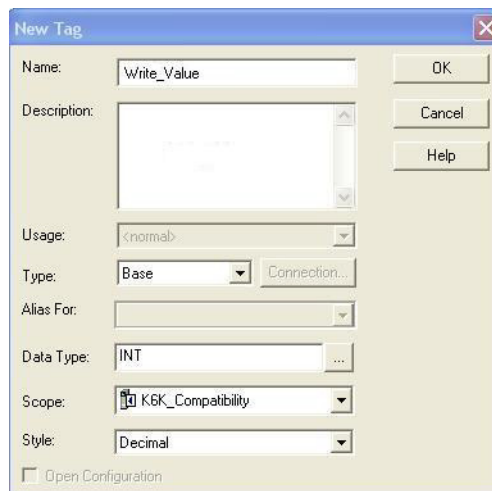 New Tag
Name: Write_Value OK
Description: Cancel
Help
Usage: <normal>
Type: Base Connection...
Alias For:
Data Type: INT ...
Scope: K6K_Compatibility
Style: Decimal
Open Configuration